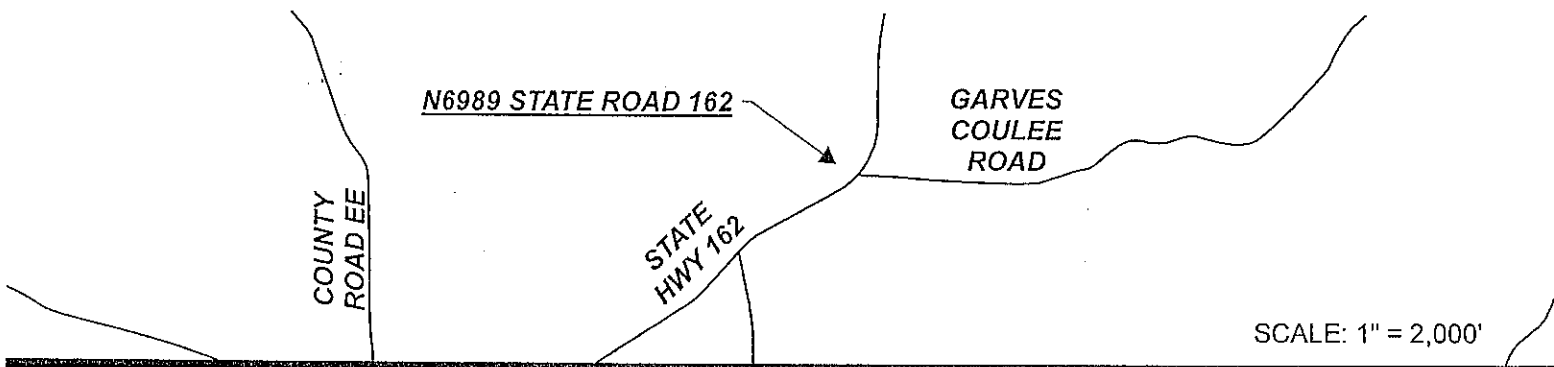 N6989 STATE ROAD 162
GARVES
COULEE
ROAD
COUNTY
ROAD EE
STATE
HWY 162
SCALE: 1" = 2,000'